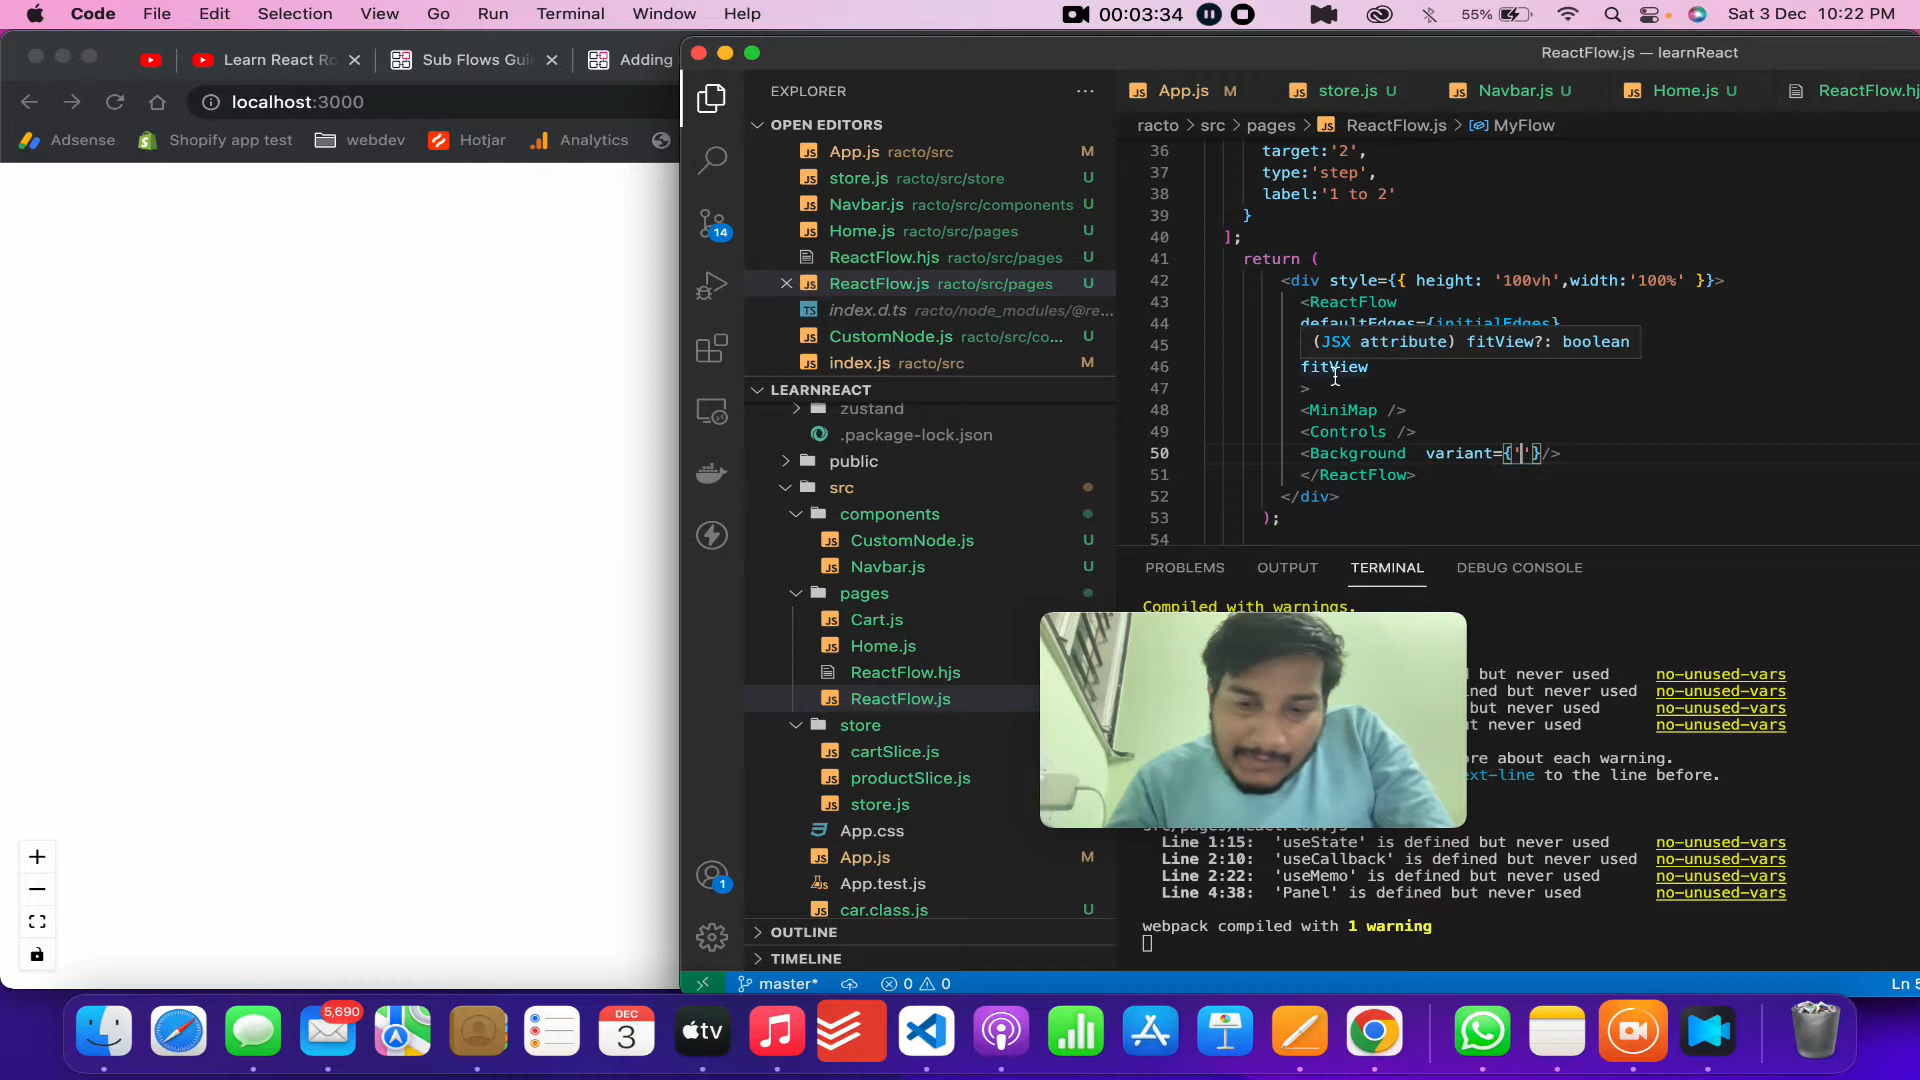 Code File Edit Selection View Go Run Terminal Window Help 00:03:34 55% Sat 3 Dec 10:22 PM
Learn React Ro
Sub Flows Gui
Adding
localhost:3000
Adsense Shopify app test webdev Hotjar Analytics
ReactFlow.js — learnReact
EXPLORER
OPEN EDITORS
App.js racto/src M
store.js racto/src/store U
Navbar.js racto/src/components U
Home.js racto/src/pages U
ReactFlow.hjs racto/src/pages U
ReactFlow.js racto/src/pages U
index.d.ts racto/node_modules/@re...
CustomNode.js racto/src/co... U
index.js racto/src M
LEARNREACT
zustand
.package-lock.json
public
src
components
CustomNode.js U
Navbar.js U
pages
Cart.js
Home.js
ReactFlow.hjs
ReactFlow.js
store
cartSlice.js
productSlice.js
store.js
App.css
App.js M
App.test.js
car.class.js U
OUTLINE
TIMELINE
14
1
App.js M store.js U Navbar.js U Home.js U ReactFlow.hj
racto > src > pages > ReactFlow.js > MyFlow
36 target:'2',
37 type:'step',
38 label:'1 to 2'
39 }
40 ];
41 return (
42 <div style={{ height: '100vh',width:'100%' }}>
43 <ReactFlow
44 defaultEdges={initialEdges}
45 (JSX attribute) fitView?: boolean
46 fitView
47 >
48 <MiniMap />
49 <Controls />
50 <Background variant={''}/>
51 </ReactFlow>
52 </div>
53 );
54
PROBLEMS OUTPUT TERMINAL DEBUG CONSOLE
Compiled with warnings.
but never used no-unused-vars
ned but never used no-unused-vars
but never used no-unused-vars
t never used no-unused-vars
re about each warning.
ext-line to the line before.
Line 1:15: 'useState' is defined but never used no-unused-vars
Line 2:10: 'useCallback' is defined but never used no-unused-vars
Line 2:22: 'useMemo' is defined but never used no-unused-vars
Line 4:38: 'Panel' is defined but never used no-unused-vars
webpack compiled with 1 warning
master* 0 0 Ln 5
5,690
DEC
3
tv